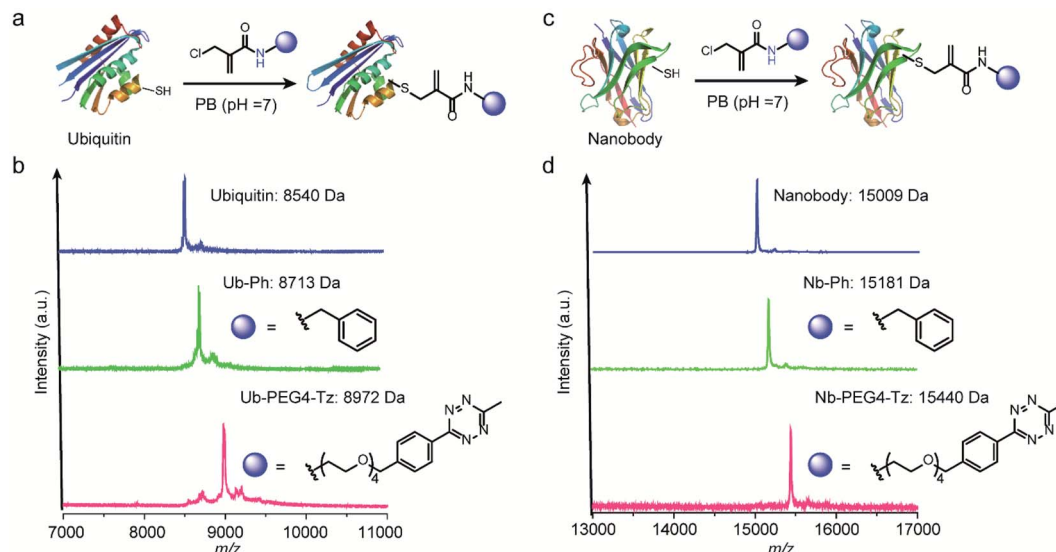 a
Cl
O
N
H
SH
PB (pH =7)
S
O
H
N
Ubiquitin
c
Cl
O
N
H
SH
PB (pH =7)
S
O
H
N
Nanobody
b
Ubiquitin: 8540 Da
Ub-Ph: 8713 Da
=
Ub-PEG4-Tz: 8972 Da
=
O
4
N
N
N
N
Intensity (a.u.)
7000 8000 9000 10000 11000
m/z
d
Nanobody: 15009 Da
Nb-Ph: 15181 Da
=
Nb-PEG4-Tz: 15440 Da
=
O
4
N
N
N
N
Intensity (a.u.)
13000 14000 15000 16000 17000
m/z